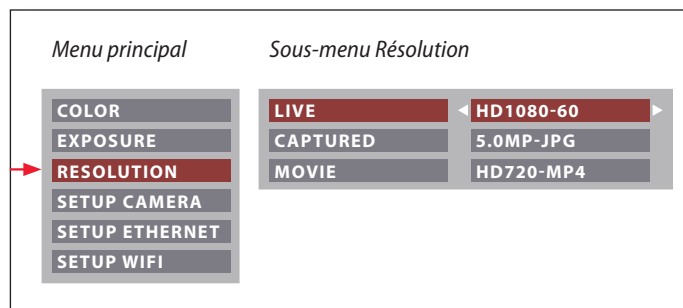 Menu principal
Sous-menu Résolution
COLOR
EXPOSURE
RESOLUTION
SETUP CAMERA
SETUP ETHERNET
SETUP WIFI
LIVE HD1080-60
CAPTURED 5.0MP-JPG
MOVIE HD720-MP4